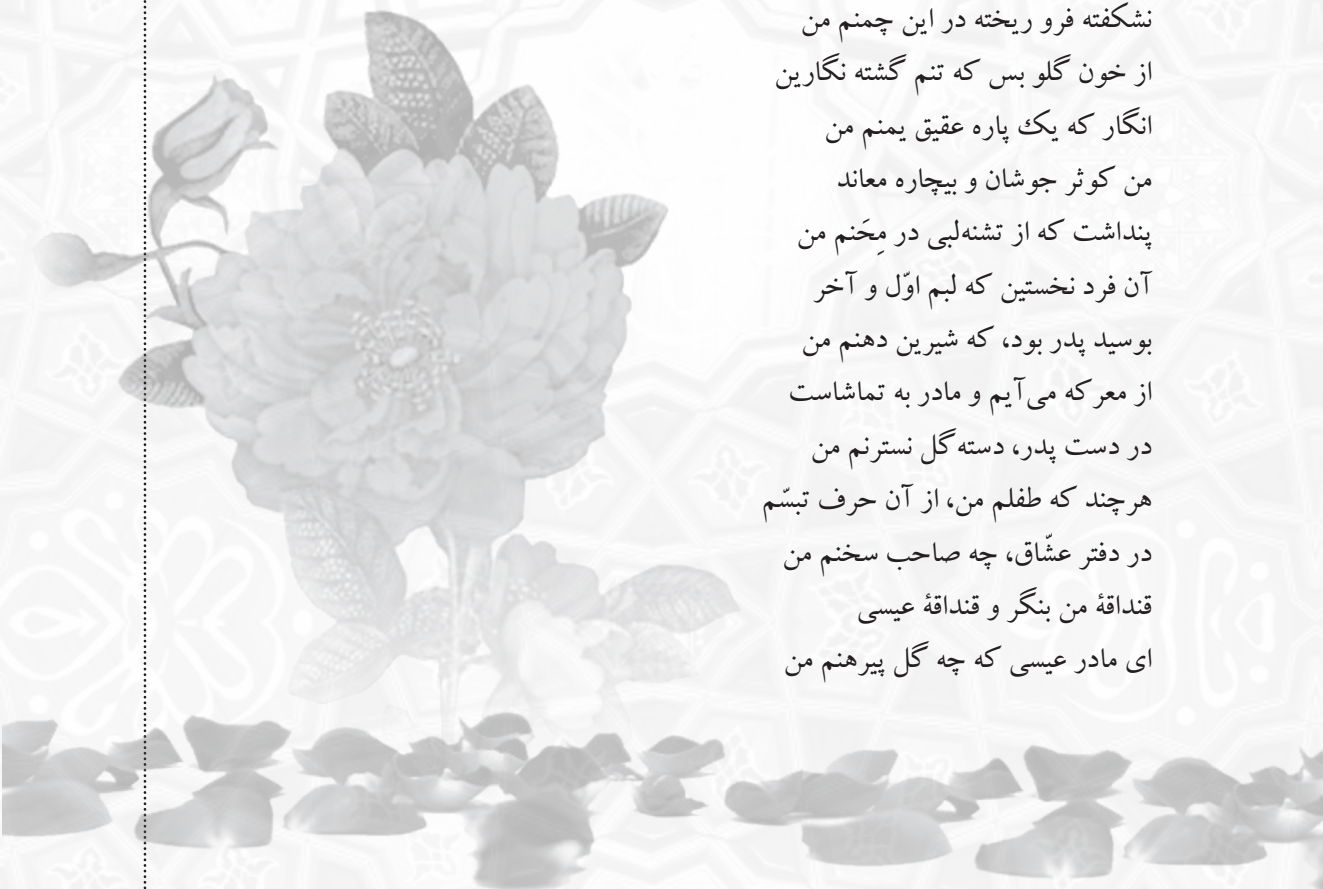 نشکفته فرو ریخته در این چمنم من
از خون گلو بس که تنم گشته نگارین
انگار که یک پاره عقیق یمنم من
من کوثر جوشان و بیچاره معاند
پنداشت که از تشنه‌لبی در مِحَنم من
آن فرد نخستین که لبم اوّل و آخر
بوسید پدر بود، که شیرین دهنم من
از معرکه می‌آیم و مادر به تماشاست
در دست پدر، دسته گل نسترنم من
هرچند که طفلم من، از آن حرف تبسّم
در دفتر عشّاق، چه صاحب سخنم من
قنداقهٔ من بنگر و قنداقهٔ عیسی
ای مادر عیسی که چه گل پیرهنم من